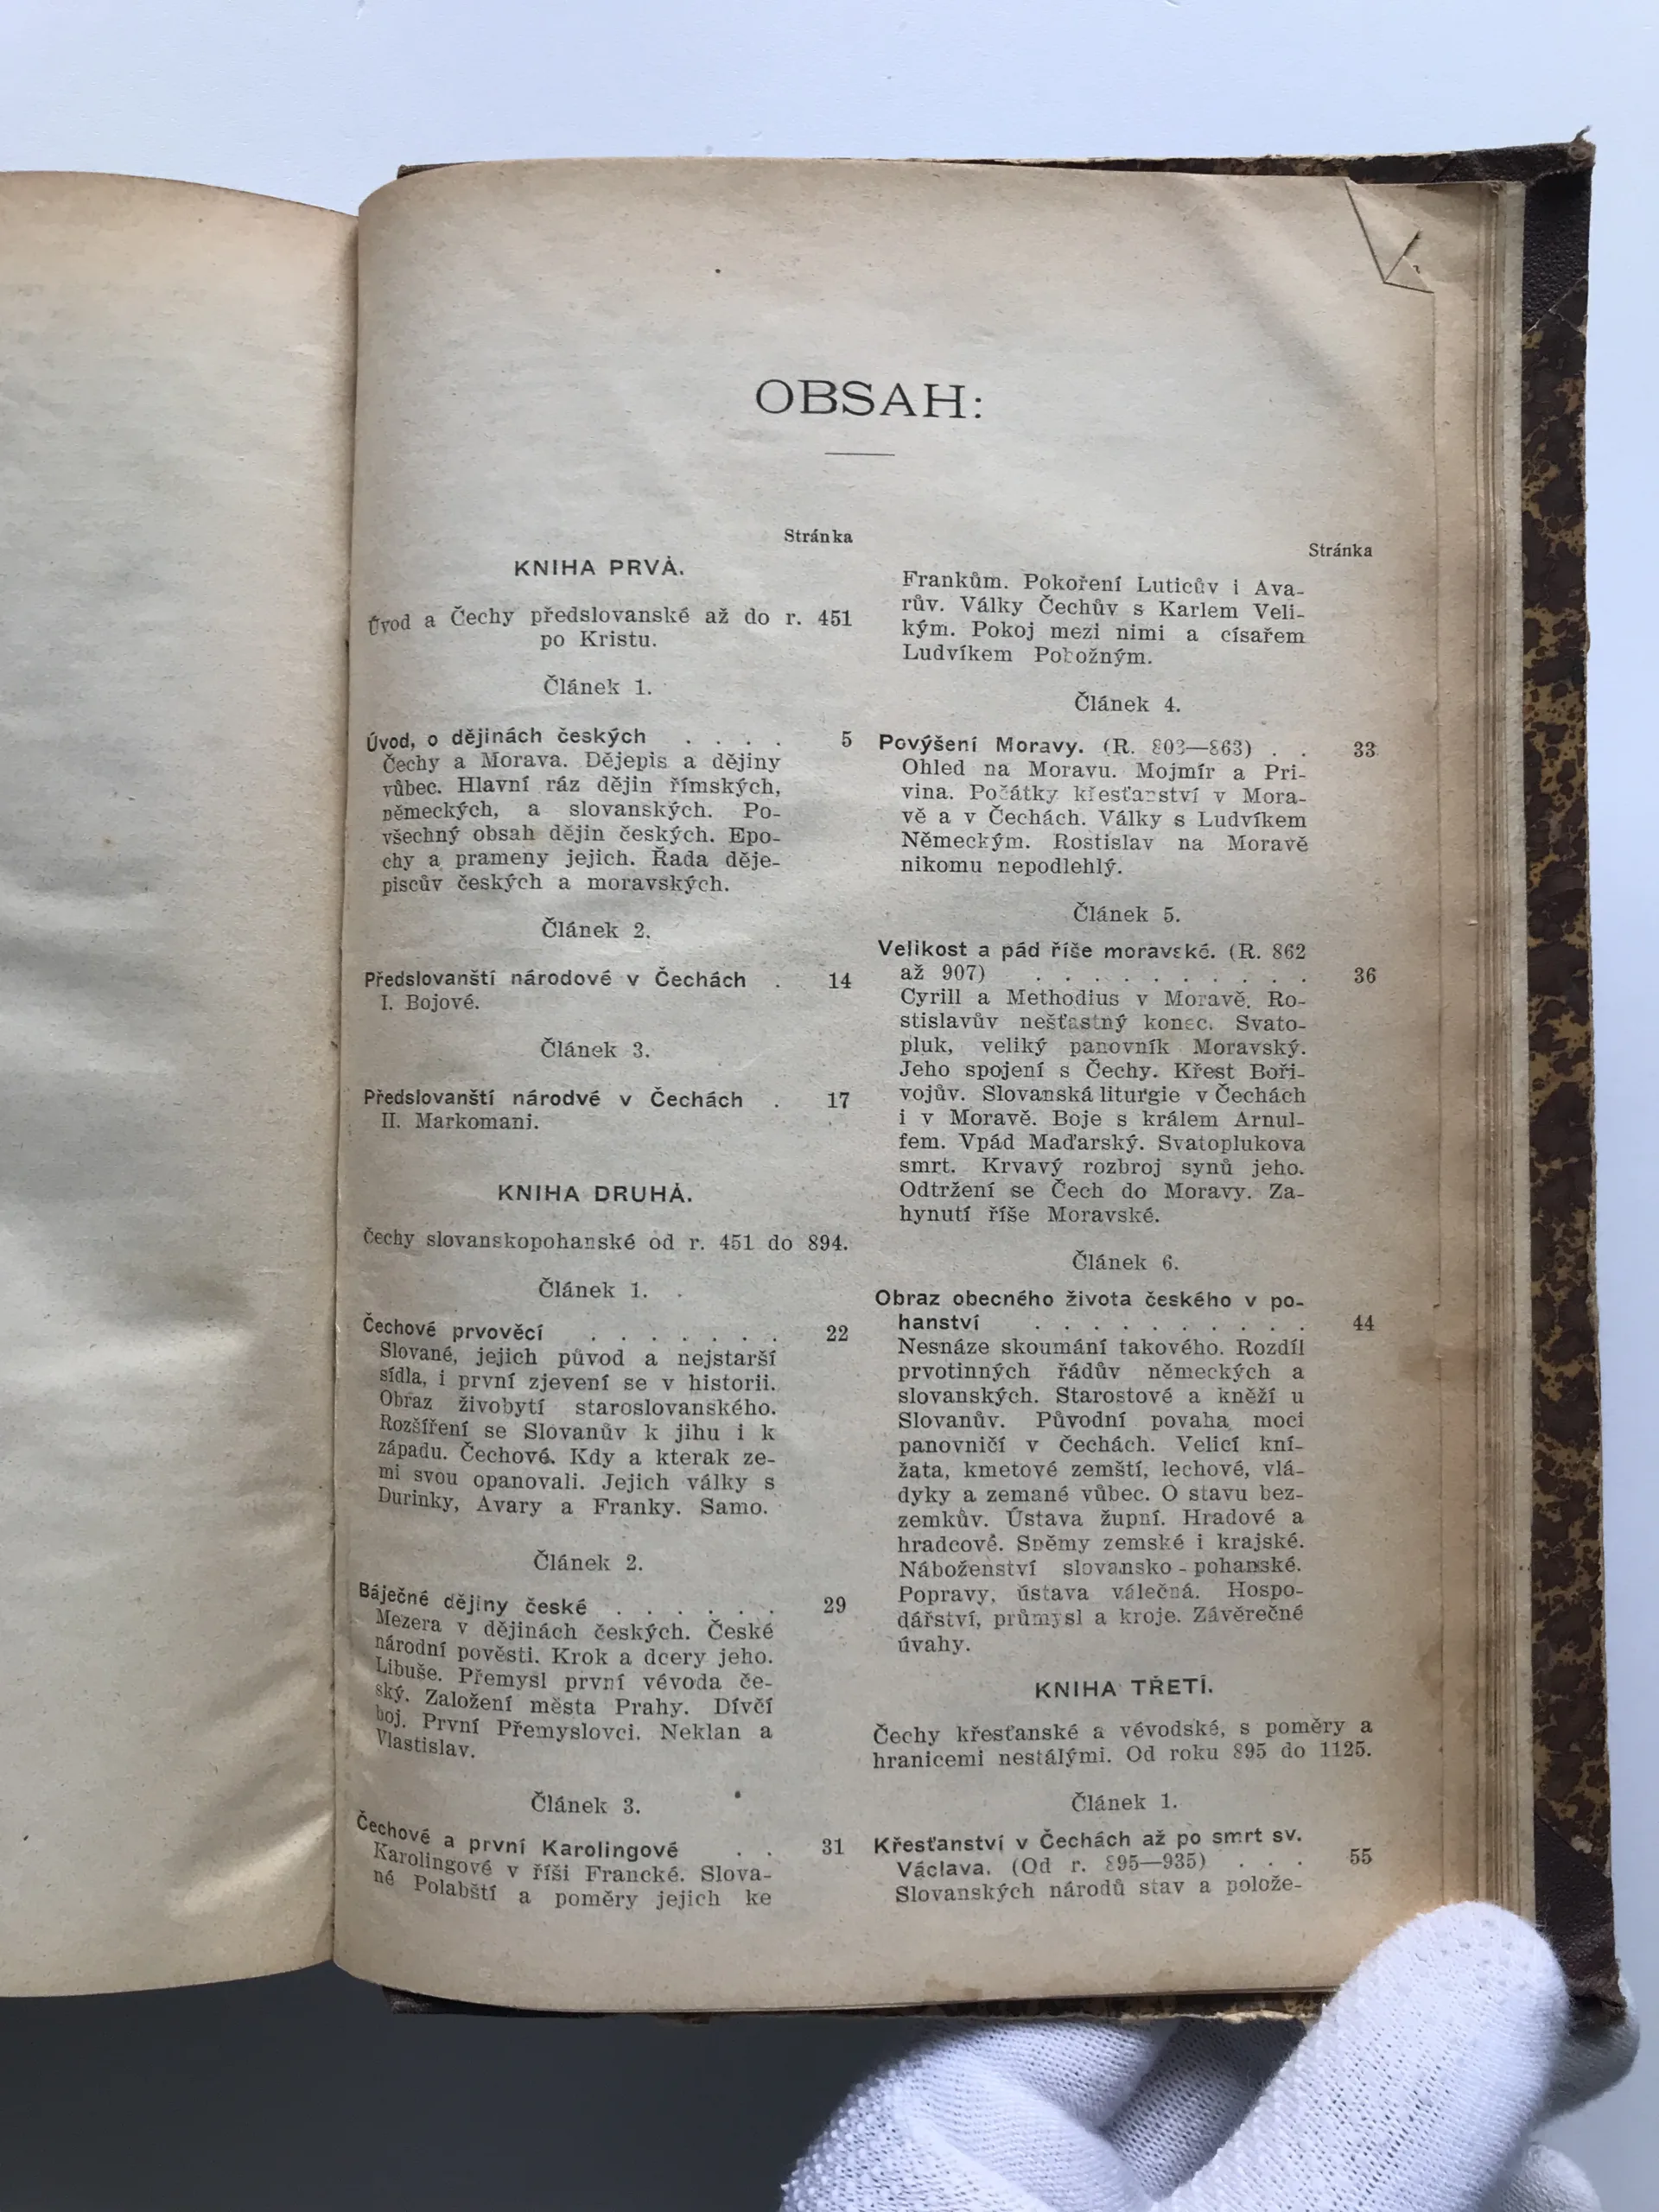 OBSAH:
Stránka
KNIHA PRVÁ.
Úvod a Čechy předslovanské až do r. 451
po Kristu.
Článek 1.
Úvod, o dějinách českých . . . . 5
Čechy a Morava. Dějepis a dějiny
vůbec. Hlavní ráz dějin římských,
německých, a slovanských. Po-
všechný obsah dějin českých. Epo-
chy a prameny jejich. Řada děje-
piscův českých a moravských.
Článek 2.
Předslovanští národové v Čechách . 14
I. Bojové.
Článek 3.
Předslovanští národvé v Čechách . 17
II. Markomani.
KNIHA DRUHÁ.
Čechy slovanskopohanské od r. 451 do 894.
Článek 1.
Čechové prvověcí . . . . . . . 22
Slované, jejich původ a nejstarší
sídla, i první zjevení se v historii.
Obraz živobytí staroslovanského.
Rozšíření se Slovanův k jihu i k
západu. Čechové. Kdy a kterak ze-
mi svou opanovali. Jejich války s
Durinky, Avary a Franky. Samo.
Článek 2.
Báječné dějiny české . . . . . . 29
Mezera v dějinách českých. České
národní pověsti. Krok a dcery jeho.
Libuše. Přemysl první vévoda če-
ský. Založení města Prahy. Dívčí
boj. První Přemyslovci. Neklan a
Vlastislav.
Článek 3.
Čechové a první Karolingové . . 31
Karolingové v říši Francké. Slova-
né Polabští a poměry jejich ke
Stránka
Frankům. Pokoření Luticův i Ava-
rův. Války Čechův s Karlem Veli-
kým. Pokoj mezi nimi a císařem
Ludvíkem Pobožným.
Článek 4.
Povýšení Moravy. (R. 803—863) . . 33
Ohled na Moravu. Mojmír a Pri-
vina. Počátky křesťarství v Mora-
vě a v Čechách. Války s Ludvíkem
Německým. Rostislav na Moravě
nikomu nepodlehlý.
Článek 5.
Velikost a pád říše moravské. (R. 862
až 907) . . . . . . . . . . 36
Cyrill a Methodius v Moravě. Ro-
stislavův nešťastný konec. Svato-
pluk, veliký panovník Moravský.
Jeho spojení s Čechy. Křest Boři-
vojův. Slovanská liturgie v Čechách
i v Moravě. Boje s králem Arnul-
fem. Vpád Maďarský. Svatoplukova
smrt. Krvavý rozbroj synů jeho.
Odtržení se Čech do Moravy. Za-
hynutí říše Moravské.
Článek 6.
Obraz obecného života českého v po-
hanství . . . . . . . . . . 44
Nesnáze skoumání takového. Rozdíl
prvotinných řádův německých a
slovanských. Starostové a kněží u
Slovanův. Původní povaha moci
panovničí v Čechách. Velicí kní-
žata, kmetové zemští, lechové, vlá-
dyky a zemané vůbec. O stavu bez-
zemkův. Ústava župní. Hradové a
hradcové. Sněmy zemské i krajské.
Náboženství slovansko-pohanské.
Popravy, ústava válečná. Hospo-
dářství, průmysl a kroje. Závěrečné
úvahy.
KNIHA TŘETÍ.
Čechy křesťanské a vévodské, s poměry a
hranicemi nestálými. Od roku 895 do 1125.
Článek 1.
Křesťanství v Čechách až po smrt sv.
Václava. (Od r. 895—935) . . . 55
Slovanských národů stav a polože-